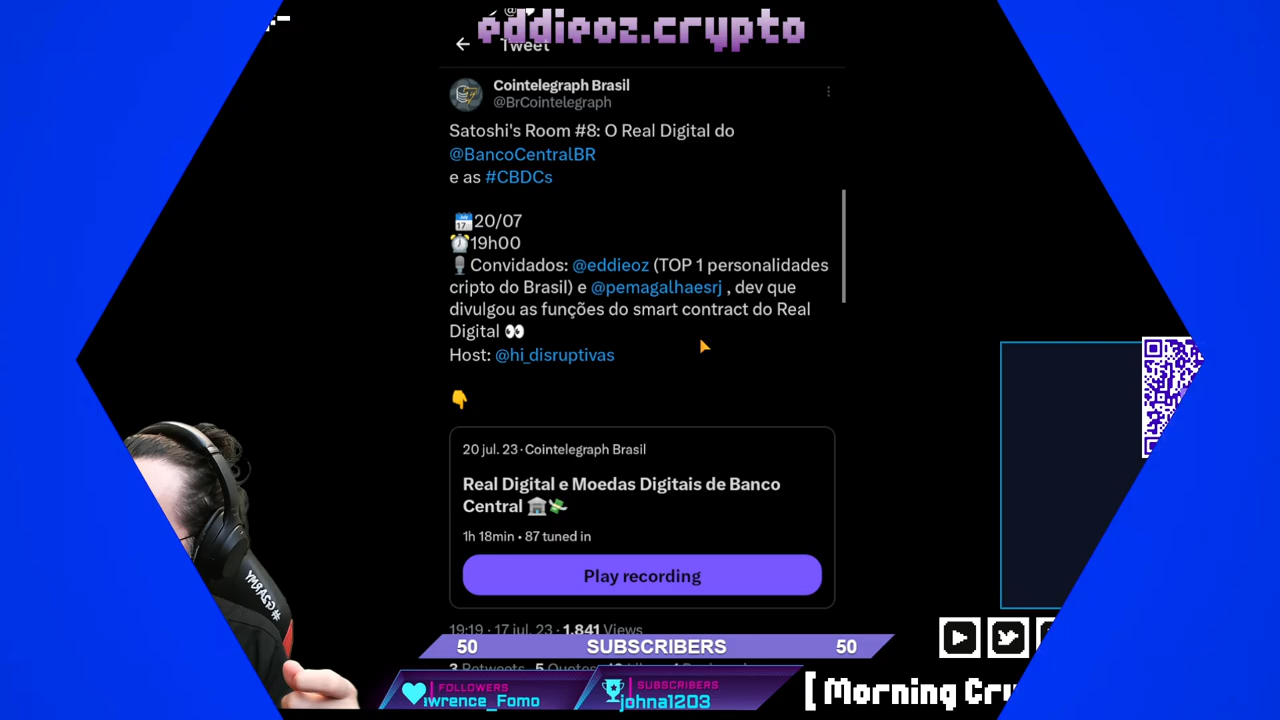 eddieoz.crypto
Tweet
Cointelegraph Brasil
@BrCointelegraph
Satoshi's Room #8: O Real Digital do
@BancoCentralBR
e as #CBDCs
20/07
19h00
Convidados: @eddieoz (TOP 1 personalidades
cripto do Brasil) e @pemagalhaesrj , dev que
divulgou as funções do smart contract do Real
Digital 👀
Host: @hi_disruptivas
👇
20 jul. 23 · Cointelegraph Brasil
Real Digital e Moedas Digitais de Banco
Central 🏛️💸
1h 18min • 87 tuned in
Play recording
19:19 · 17 jul. 23 · 1.841 Views
50 SUBSCRIBERS 50
FOLLOWERS
wrence_Fomo
SUBSCRIBERS
johna1203
[ Morning